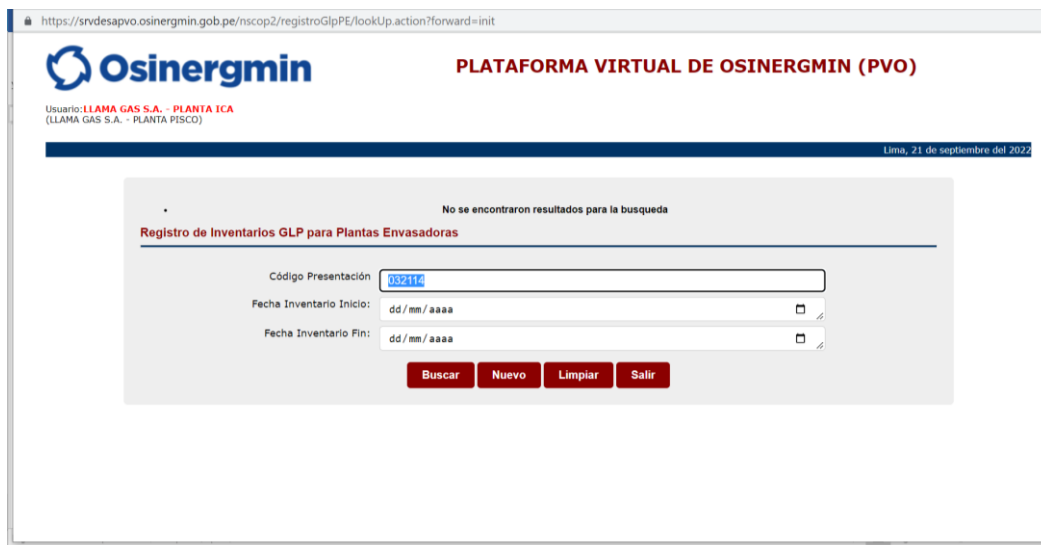 https://srvdesapvo.osinergmin.gob.pe/nscop2/registroGlpPE/lookUp.action?forward=init
Osinergmin
PLATAFORMA VIRTUAL DE OSINERGMIN (PVO)
Usuario:LLAMA GAS S.A. - PLANTA ICA
(LLAMA GAS S.A. - PLANTA PISCO)
Lima, 21 de septiembre del 2022
• No se encontraron resultados para la busqueda
Registro de Inventarios GLP para Plantas Envasadoras
Código Presentación 032114
Fecha Inventario Inicio: dd/mm/aaaa
Fecha Inventario Fin: dd/mm/aaaa
Buscar Nuevo Limpiar Salir